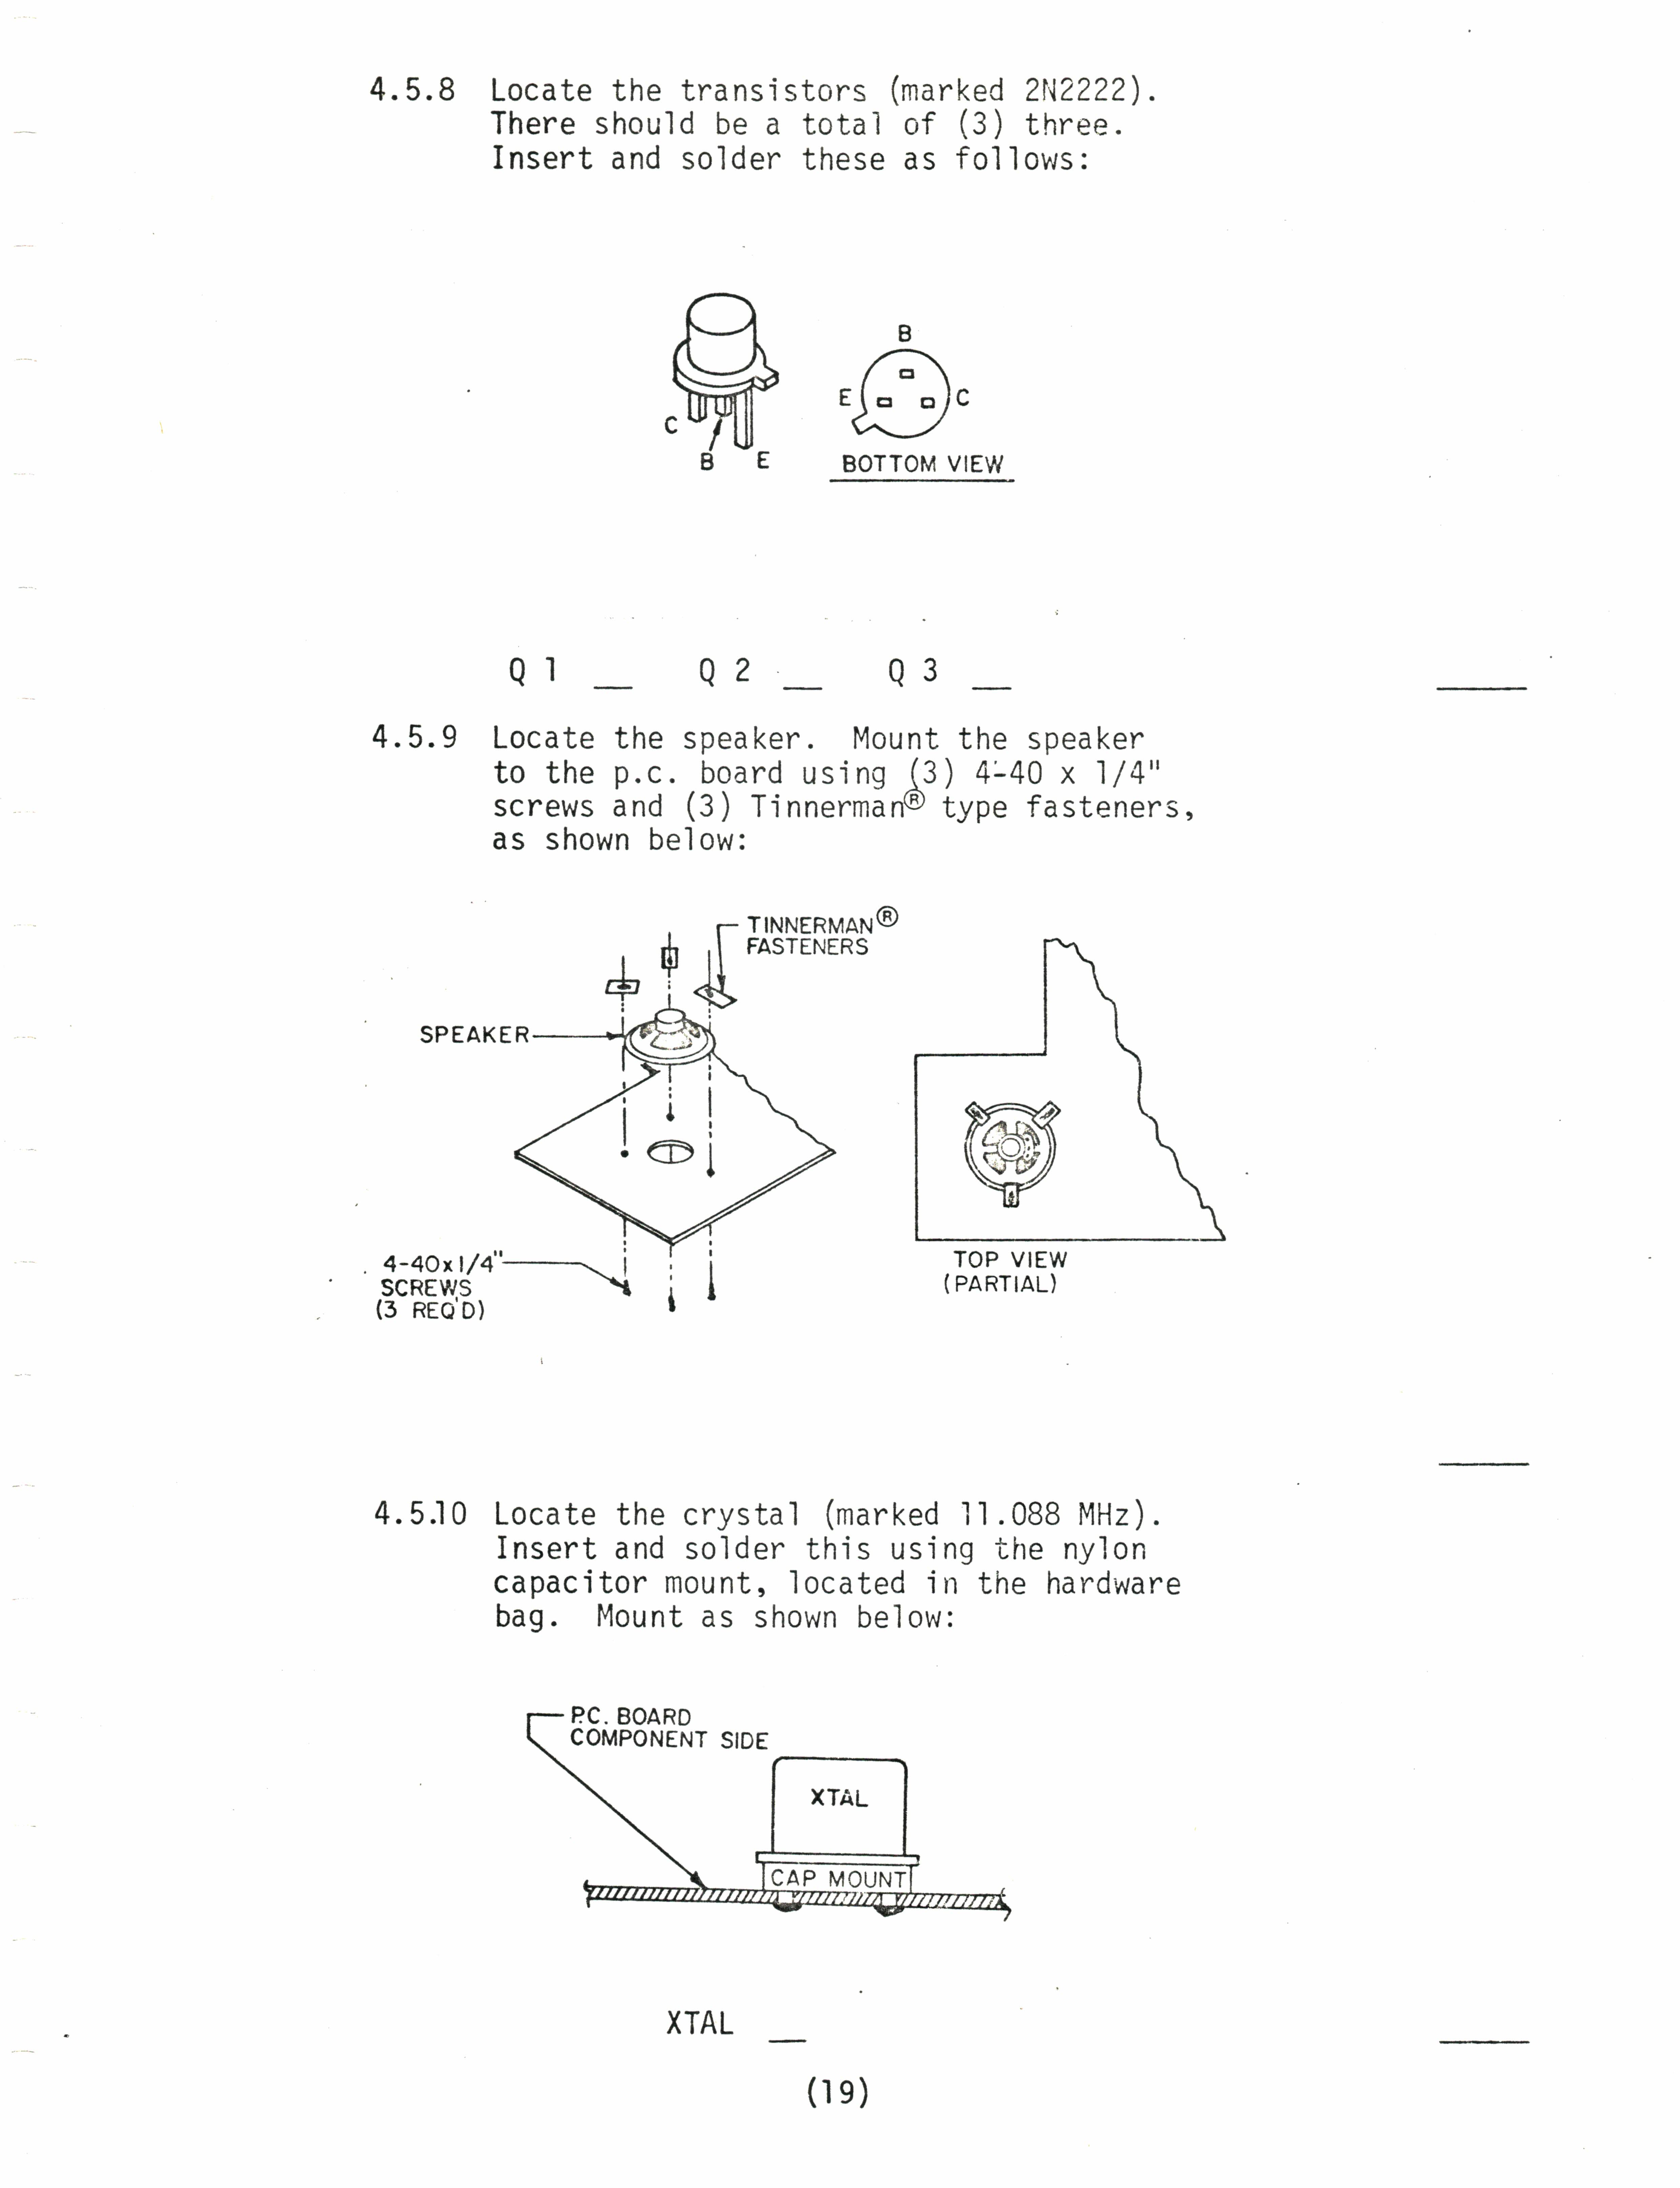 4.5.8 Locate the transistors (marked 2N2222).
There should be a total of (3) three.
Insert and solder these as follows:
B
E C
C
B E
BOTTOM VIEW
Q 1 __ Q 2 __ Q 3 __ ____
4.5.9 Locate the speaker. Mount the speaker
to the p.c. board using (3) 4-40 x 1/4"
screws and (3) Tinnerman® type fasteners,
as shown below:
TINNERMAN®
FASTENERS
SPEAKER
4-40x1/4"
SCREWS
(3 REQ'D)
TOP VIEW
(PARTIAL)
4.5.10 Locate the crystal (marked 11.088 MHz).
Insert and solder this using the nylon
capacitor mount, located in the hardware
bag. Mount as shown below:
P.C. BOARD
COMPONENT SIDE
XTAL
CAP MOUNT
XTAL __ ____
(19)